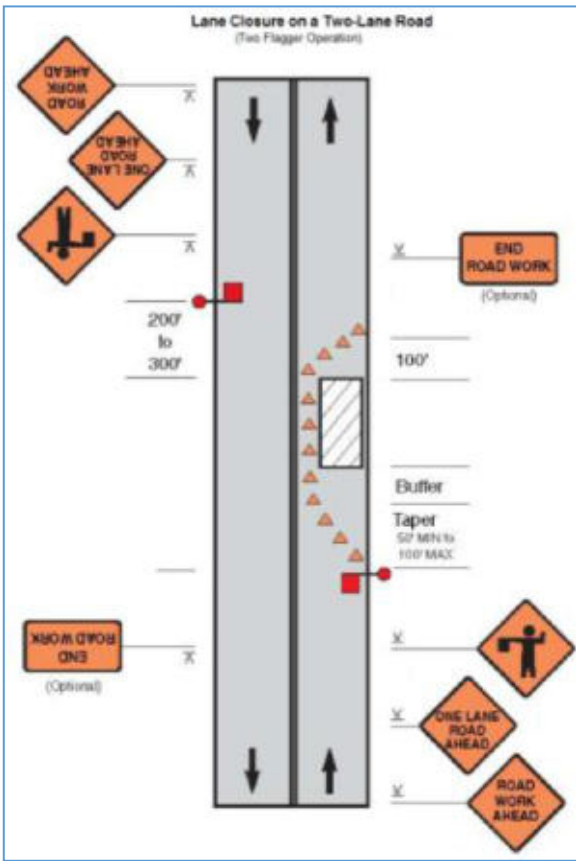 Lane Closure on a Two-Lane Road
(Two Flagger Operation)
ROAD
WORK
AHEAD
ONE LANE
ROAD
AHEAD
END
ROAD WORK
(Optional)
200'
to
300'
100'
Buffer
Taper
50' MIN to
100' MAX
END
ROAD WORK
(Optional)
ONE LANE
ROAD
AHEAD
ROAD
WORK
AHEAD